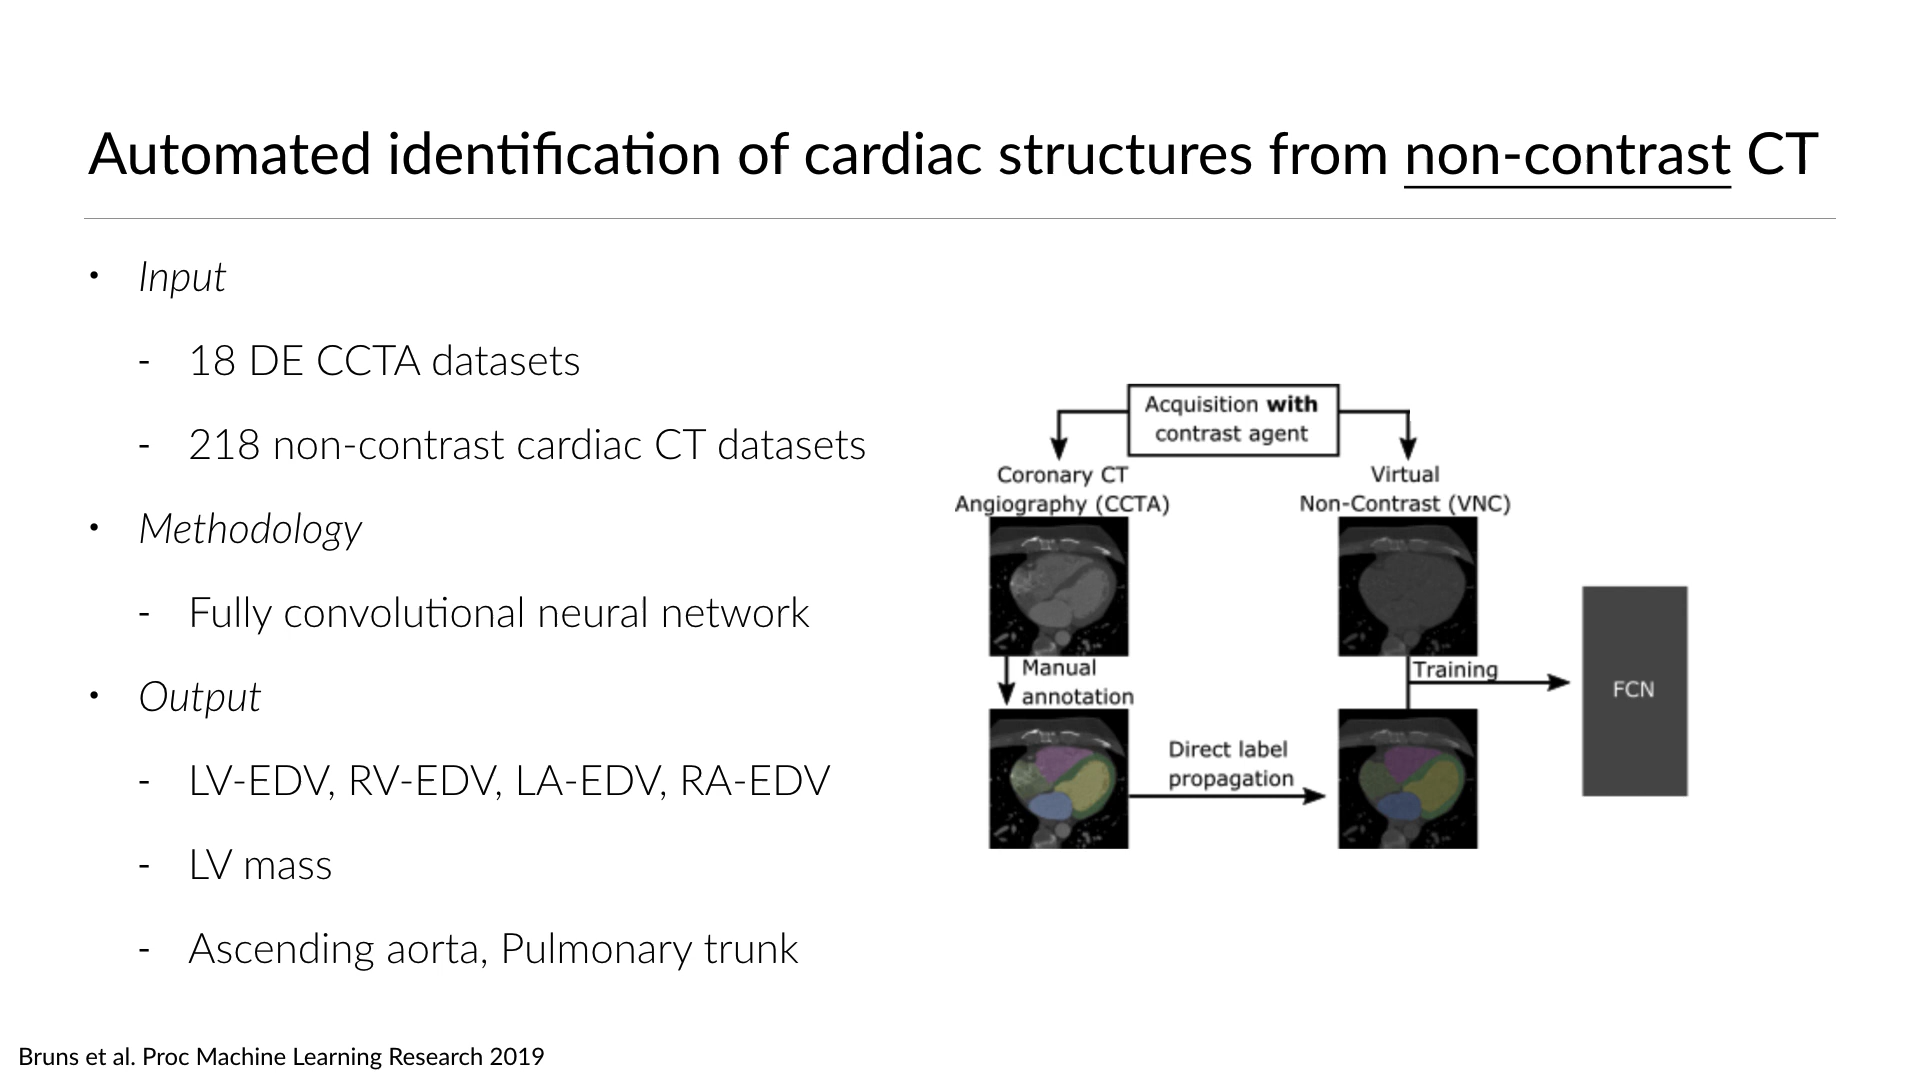 Automated identification of cardiac structures from non-contrast CT
• Input
- 18 DE CCTA datasets
- 218 non-contrast cardiac CT datasets
• Methodology
- Fully convolutional neural network
• Output
- LV-EDV, RV-EDV, LA-EDV, RA-EDV
- LV mass
- Ascending aorta, Pulmonary trunk
Acquisition with
contrast agent
Coronary CT
Angiography (CCTA)
Virtual
Non-Contrast (VNC)
Manual
annotation
Training
FCN
Direct label
propagation
Bruns et al. Proc Machine Learning Research 2019